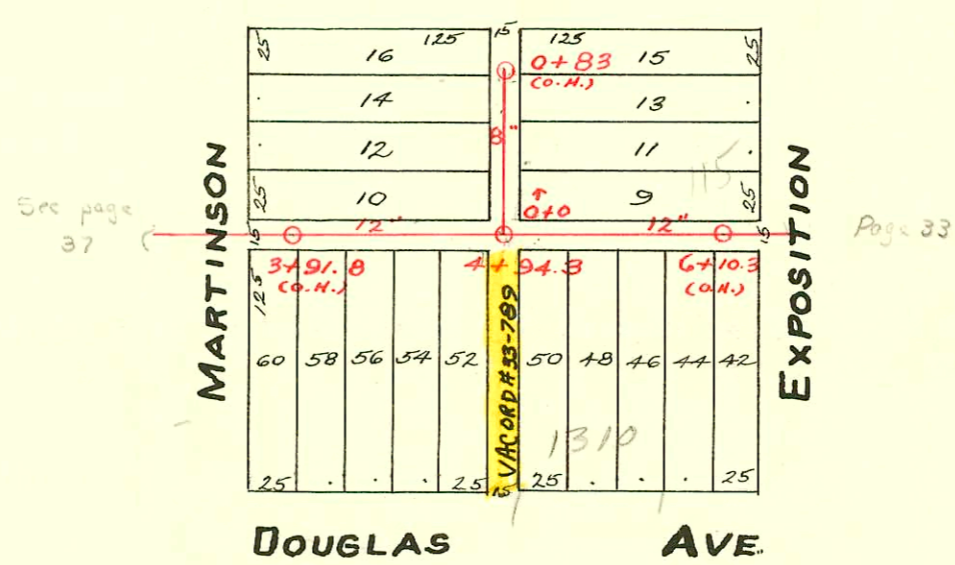 15
25 125 125 25
16 0+83 15
(O.H.)
14 13
8"
12 11
115
25 10 9 25
0+0
See page
37
12" 12"
15 15
Page 33
MARTINSON
EXPOSITION
3+91.8 4+94.3 6+10.3
(O.H.) (O.H.)
125
VAC ORD # 33-789
60 58 56 54 52 50 48 46 44 42
1310
25 25 15 25 25
DOUGLAS AVE.